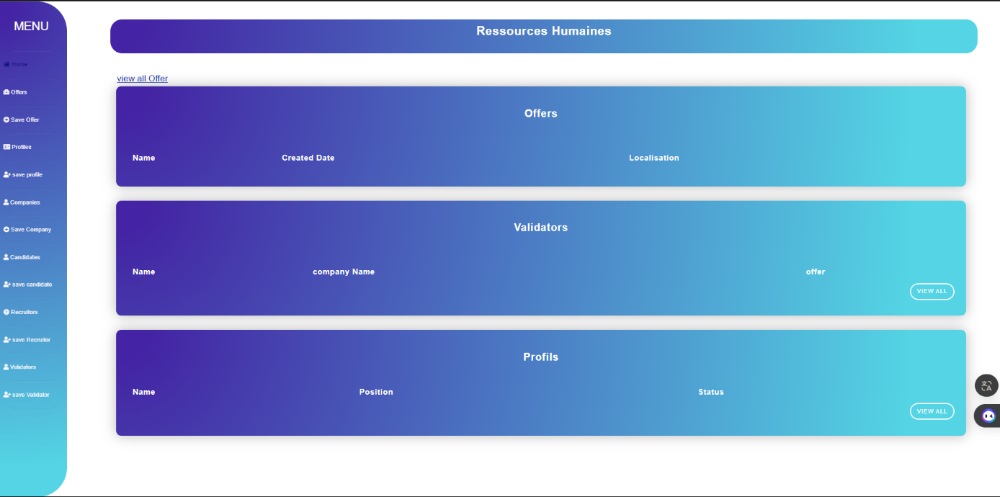 MENU
Home
Offers
Save Offer
Profiles
save profile
Companies
Save Company
Candidates
save candidate
Recruitors
save Recruitor
Validators
save Validator
Ressources Humaines
view all Offer
Offers
Name Created Date Localisation
Validators
Name company Name offer
VIEW ALL
Profils
Name Position Status
VIEW ALL